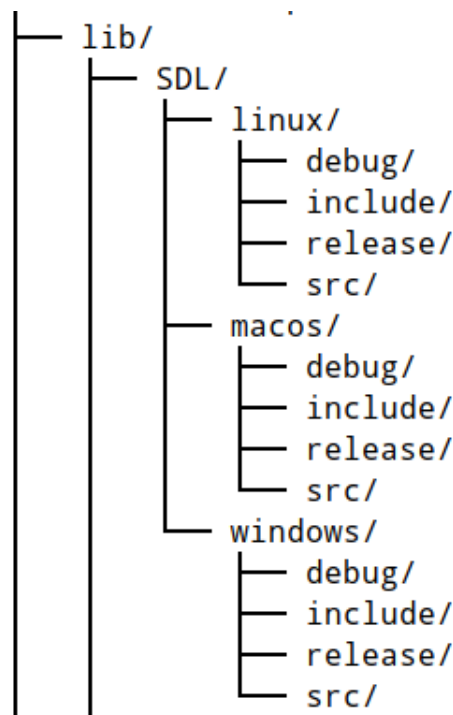 lib/
SDL/
linux/
debug/
include/
release/
src/
macos/
debug/
include/
release/
src/
windows/
debug/
include/
release/
src/